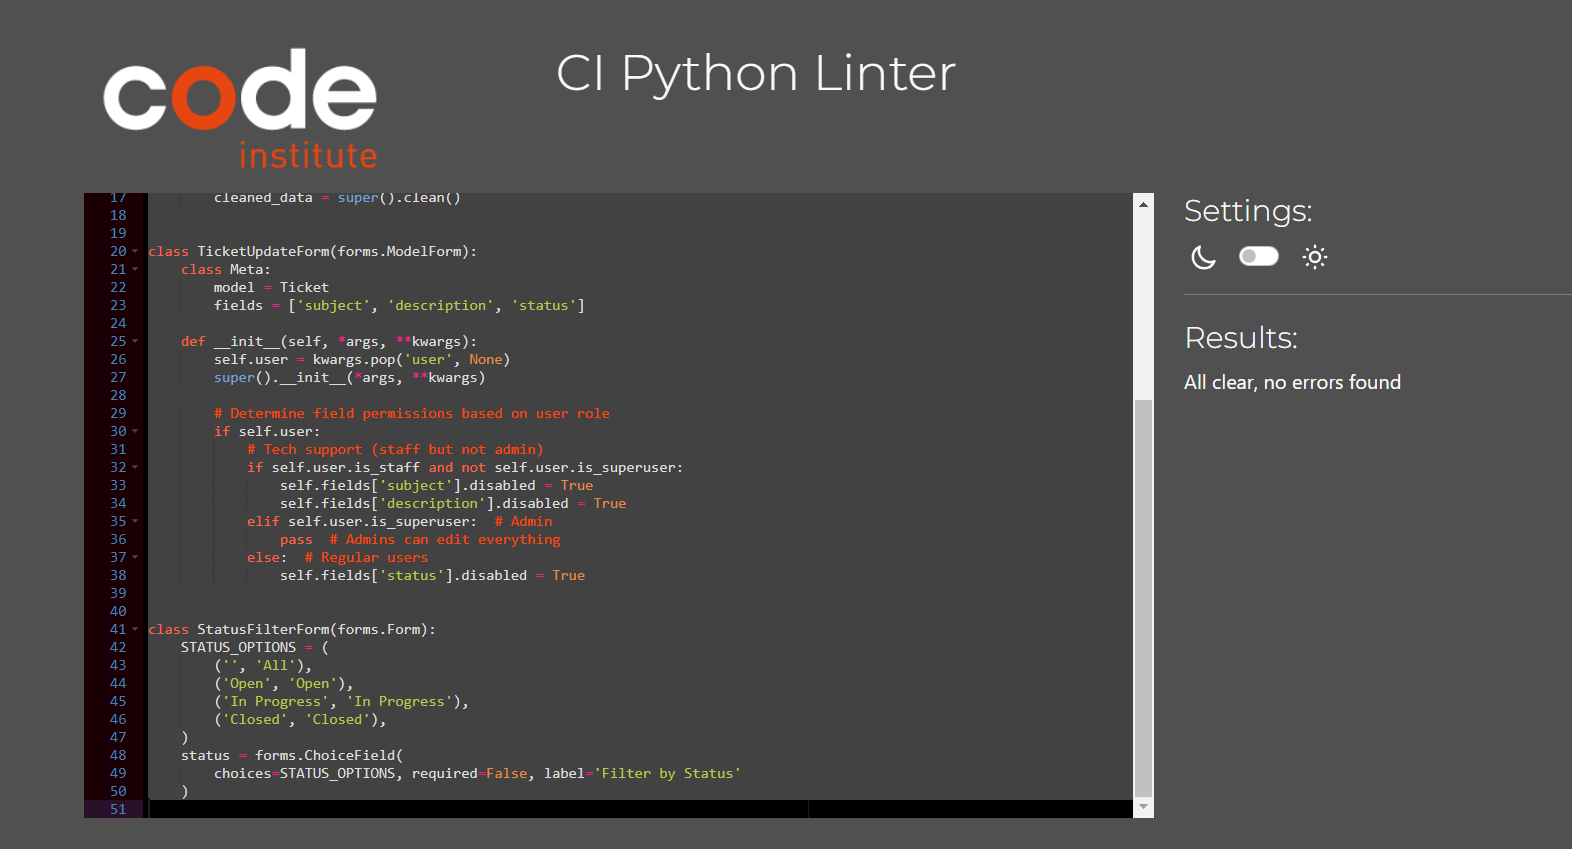 code
institute
CI Python Linter
17 cleaned_data = super().clean()
18
19
20 class TicketUpdateForm(forms.ModelForm):
21 class Meta:
22 model = Ticket
23 fields = ['subject', 'description', 'status']
24
25 def __init__(self, *args, **kwargs):
26 self.user = kwargs.pop('user', None)
27 super().__init__(*args, **kwargs)
28
29 # Determine field permissions based on user role
30 if self.user:
31 # Tech support (staff but not admin)
32 if self.user.is_staff and not self.user.is_superuser:
33 self.fields['subject'].disabled = True
34 self.fields['description'].disabled = True
35 elif self.user.is_superuser:  # Admin
36 pass  # Admins can edit everything
37 else:  # Regular users
38 self.fields['status'].disabled = True
39
40
41 class StatusFilterForm(forms.Form):
42 STATUS_OPTIONS = (
43 ('', 'All'),
44 ('Open', 'Open'),
45 ('In Progress', 'In Progress'),
46 ('Closed', 'Closed'),
47 )
48 status = forms.ChoiceField(
49 choices=STATUS_OPTIONS, required=False, label='Filter by Status'
50 )
51
Settings:
Results:
All clear, no errors found